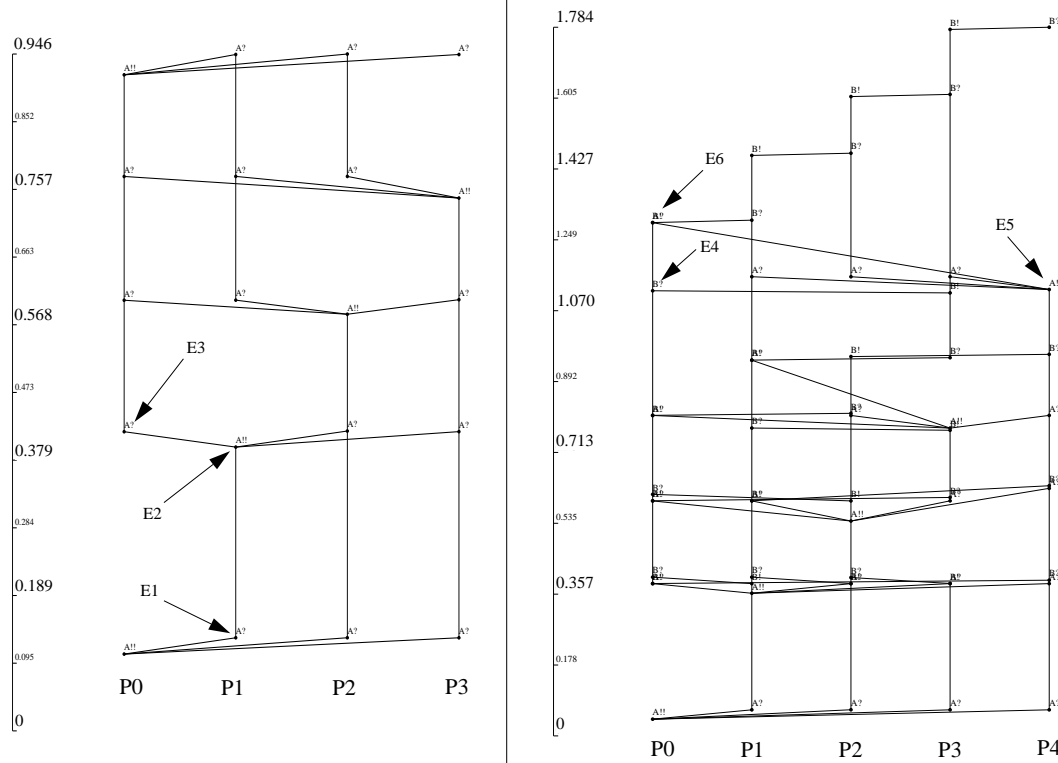 0.946
A? A? A?
A!!
0.852
A? A? A?
0.757
A!!
0.663
A? A? A?
0.568
A!!
E3
0.473
A? A? A?
0.379
A!!
E2
0.284
0.189
E1
A? A? A?
A!!
0.095
P0 P1 P2 P3
0
1.784
B! B?
1.605
B! B?
1.427
B! B?
E6
B?
E5
1.249
E4
A? A? A?
B? B! A!!
1.070
B! B? B?
0.892
B? A? A!! A?
0.713
B?
B? B! B? A?
A!!
0.535
B? B? B? B?
B! A?
0.357
A!!
0.178
A? A? A? A?
A!!
0
P0 P1 P2 P3 P4